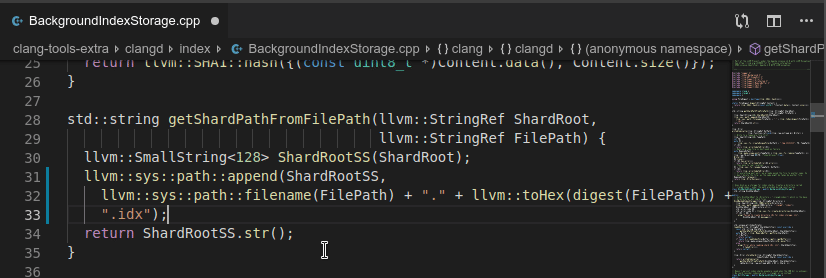 BackgroundIndexStorage.cpp
clang-tools-extra › clangd › index › BackgroundIndexStorage.cpp › {} clang › {} clangd › {} (anonymous namespace) › getShardP
25 return llvm::SHA1::hash({(const uint8_t *)Content.data(), Content.size()});
26 }
27
28 std::string getShardPathFromFilePath(llvm::StringRef ShardRoot,
29 llvm::StringRef FilePath) {
30 llvm::SmallString<128> ShardRootSS(ShardRoot);
31 llvm::sys::path::append(ShardRootSS,
32 llvm::sys::path::filename(FilePath) + "." + llvm::toHex(digest(FilePath)) +
33 ".idx");
34 return ShardRootSS.str();
35 }
36